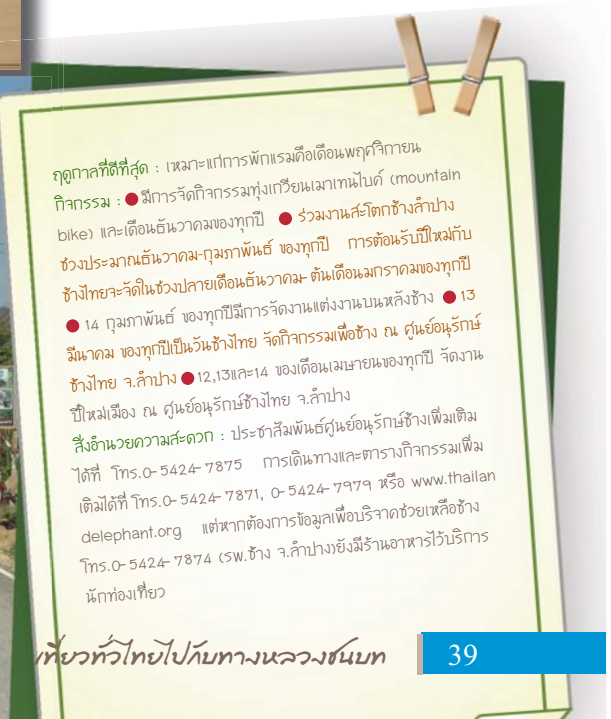 ฤดูกาลที่ดีที่สุด : เหมาะแก่การพักแรมคือเดือนพฤศจิกายน
กิจกรรม : ● มีการจัดกิจกรรมทุ่งเกวียนเมาเทนไบค์ (mountain
bike) และเดือนธันวาคมของทุกปี ● ร่วมงานสะโตกช้างลำปาง
ช่วงประมาณธันวาคม-กุมภาพันธ์ ของทุกปี การต้อนรับปีใหม่กับ
ช้างไทยจะจัดในช่วงปลายเดือนธันวาคม-ต้นเดือนมกราคมของทุกปี
● 14 กุมภาพันธ์ ของทุกปีมีการจัดงานแต่งงานบนหลังช้าง ● 13
มีนาคม ของทุกปีเป็นวันช้างไทย จัดกิจกรรมเพื่อช้าง ณ ศูนย์อนุรักษ์
ช้างไทย จ.ลำปาง ● 12,13และ14 ของเดือนเมษายนของทุกปี จัดงาน
ปี๋ใหม่เมือง ณ ศูนย์อนุรักษ์ช้างไทย จ.ลำปาง
สิ่งอำนวยความสะดวก : ประชาสัมพันธ์ศูนย์อนุรักษ์ช้างเพิ่มเติม
ได้ที่ โทร.0-5424-7875 การเดินทางและตารางกิจกรรมเพิ่ม
เติมได้ที่ โทร.0-5424-7871, 0-5424-7979 หรือ www.thailan
delephant.org แต่หากต้องการข้อมูลเพื่อบริจาคช่วยเหลือช้าง
โทร.0-5424-7874 (รพ.ช้าง จ.ลำปาง)ยังมีร้านอาหารไว้บริการ
นักท่องเที่ยว
เที่ยวทั่วไทยไปกับทางหลวงชนบท 39